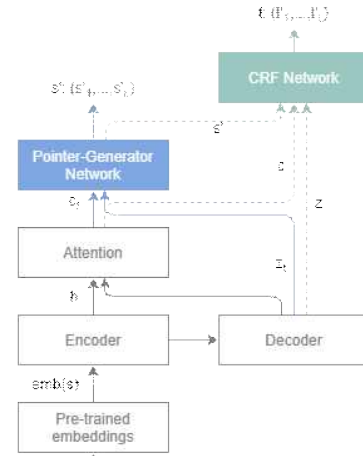 CRF Network
s'
Pointer-Generator
Network
c
z
Attention
h
Encoder
Decoder
emb(s)
Pre-trained
embeddings